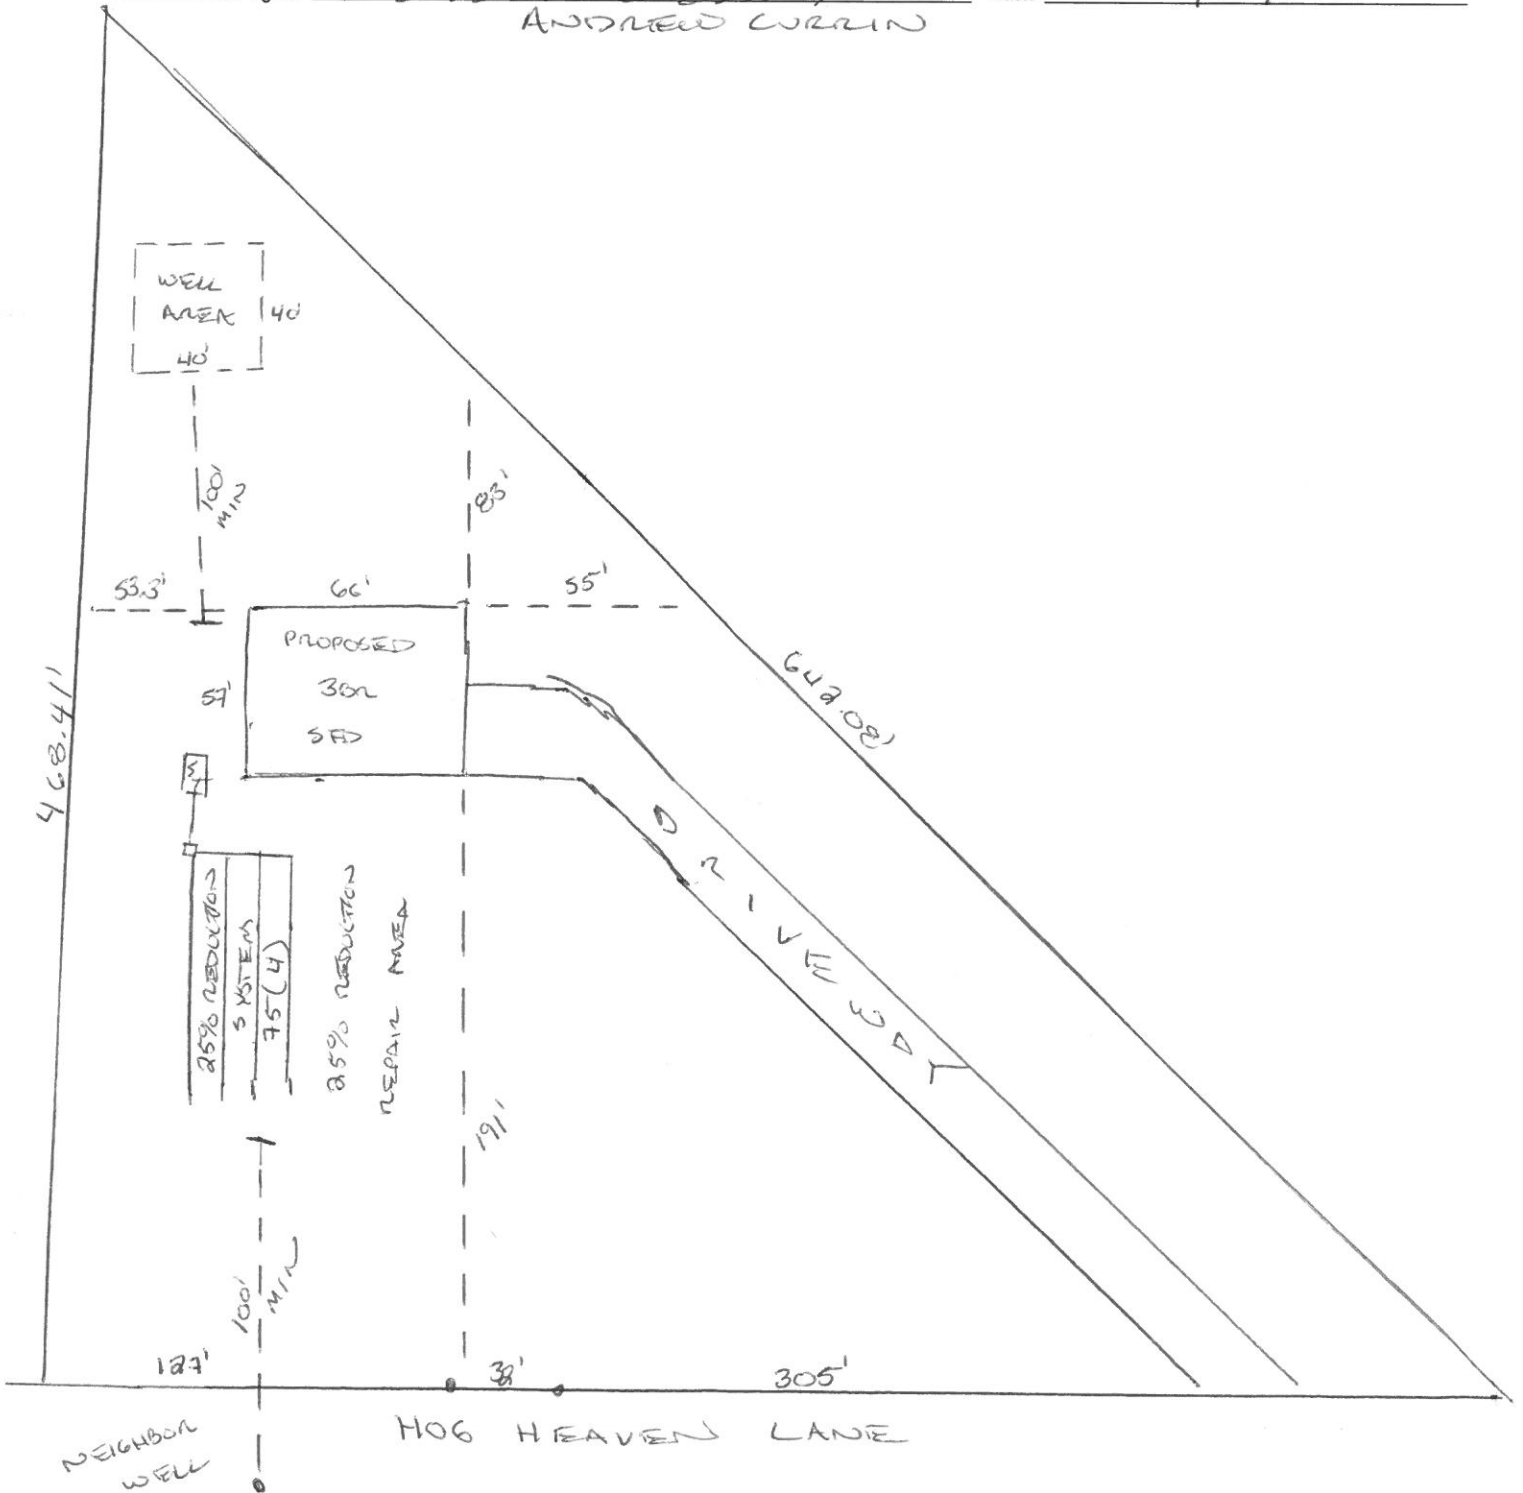 ANDREW CURRIN
WELL
AREA
40'
40'
100'
MIN
83'
53.3'
66'
55'
PROPOSED
3BR
SFD
57'
468.41'
642.08'
DRIVEWAY
25% REDUCTION
SYSTEM
75(4)
25% REDUCTION
REPAIR AREA
191'
100'
MIN
127'
38'
305'
HOG HEAVEN LANE
NEIGHBOR
WELL